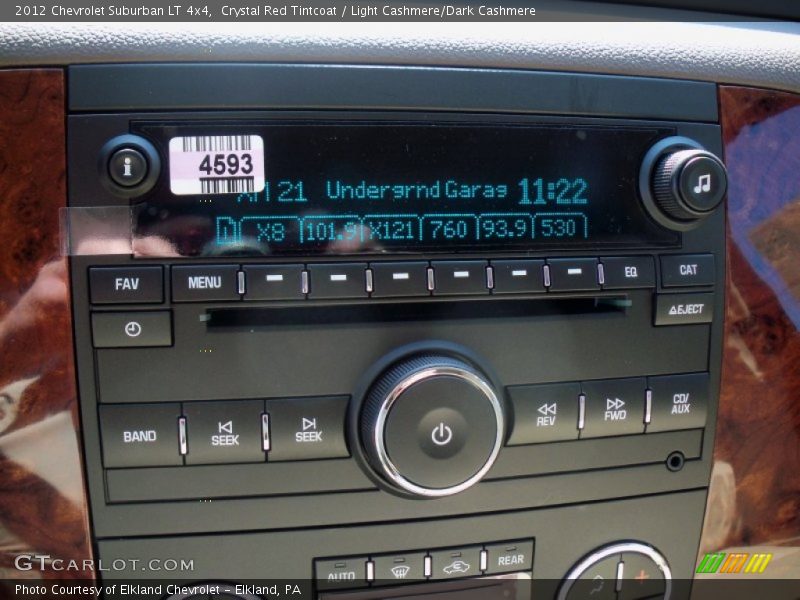 2012 Chevrolet Suburban LT 4x4, Crystal Red Tintcoat / Light Cashmere/Dark Cashmere
4593
XM 21 Undergrnd Garag 11:22
X8 101.9 X121 760 93.9 530
FAV MENU EQ CAT
EJECT
BAND SEEK SEEK REV FWD CD/AUX
AUTO REAR
GTCARLOT.COM
Photo Courtesy of Elkland Chevrolet – Elkland, PA